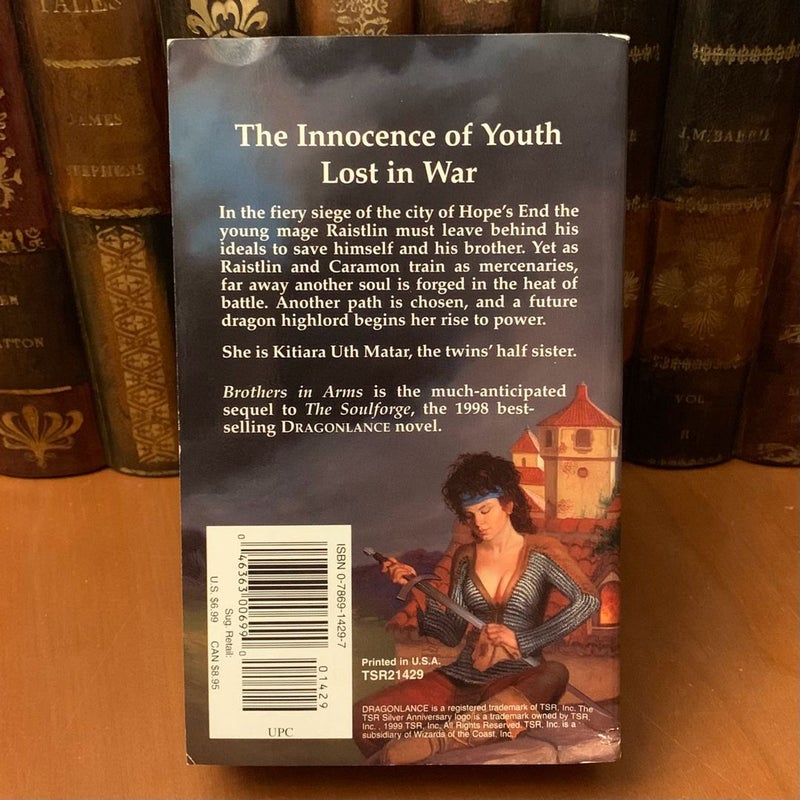 TALES
JAMES
STEPHENS
J.M. BARRIE
VOL
The Innocence of Youth
Lost in War
In the fiery siege of the city of Hope's End the
young mage Raistlin must leave behind his
ideals to save himself and his brother. Yet as
Raistlin and Caramon train as mercenaries,
far away another soul is forged in the heat of
battle. Another path is chosen, and a future
dragon highlord begins her rise to power.
She is Kitiara Uth Matar, the twins' half sister.
Brothers in Arms is the much-anticipated
sequel to The Soulforge, the 1998 best-
selling DRAGONLANCE novel.
ISBN 0-7869-1429-7
0 46363 00699 0
01429
Sug. Retail:
U.S. $6.99 CAN $8.95
UPC
Printed in U.S.A.
TSR21429
DRAGONLANCE is a registered trademark of TSR, Inc. The
TSR Silver Anniversary logo is a trademark owned by TSR,
Inc. . 1999 TSR, Inc. All Rights Reserved. TSR, Inc. is a
subsidiary of Wizards of the Coast, Inc